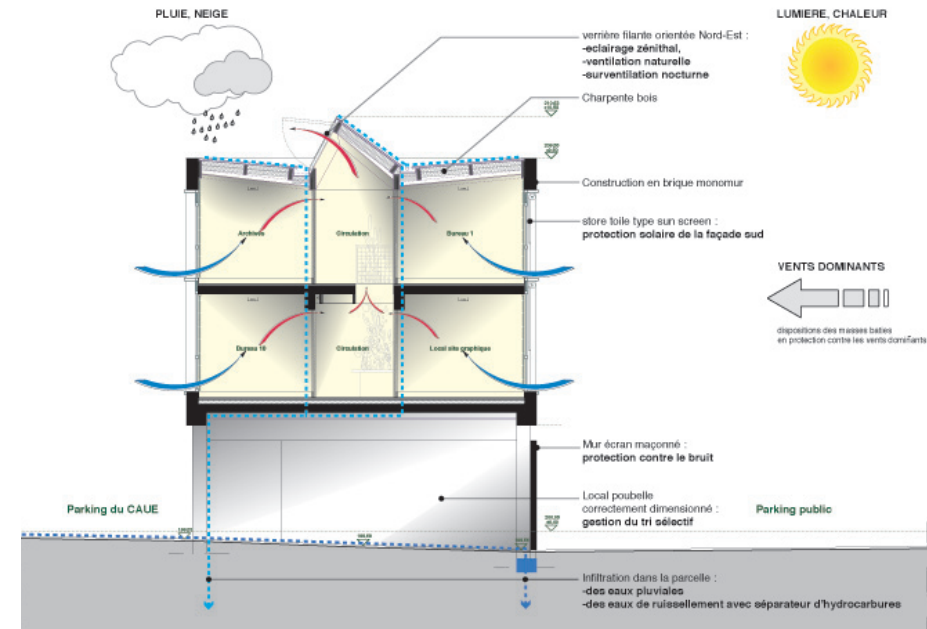 PLUIE, NEIGE
LUMIERE, CHALEUR
verrière filante orientée Nord-Est :
-eclairage zénithal,
-ventilation naturelle
-surventilation nocturne
Charpente bois
Construction en brique monomur
store toile type sun screen :
protection solaire de la façade sud
Archives
Circulation
Bureau 1
VENTS DOMINANTS
dispositions des masses baties
en protection contre les vents dominants
Bureau 10
Circulation
Local site graphique
Mur écran maçonné :
protection contre le bruit
Local poubelle
correctement dimensionné :
gestion du tri sélectif
Parking du CAUE
Parking public
Infiltration dans la parcelle :
-des eaux pluviales
-des eaux de ruissellement avec séparateur d'hydrocarbures